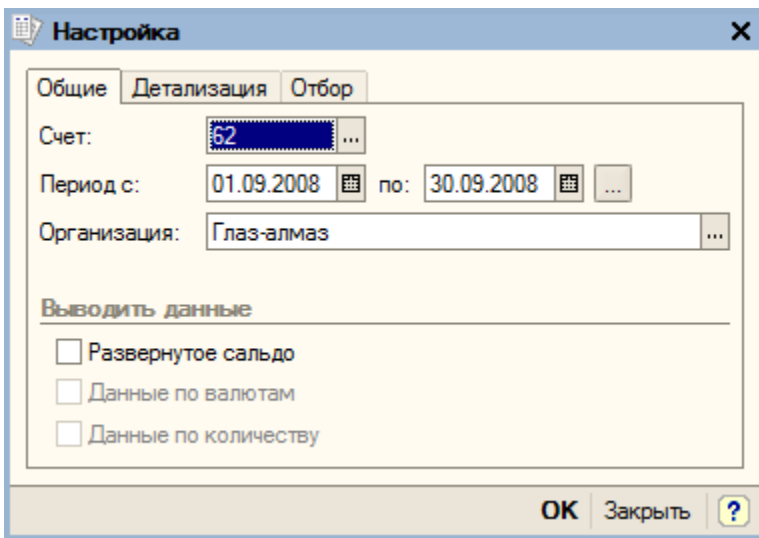 Настройка
Общие Детализация Отбор
Счет: 62 ...
Период с: 01.09.2008 по: 30.09.2008 ...
Организация: Глаз-алмаз ...
Выводить данные
Развернутое сальдо
Данные по валютам
Данные по количеству
OK Закрыть ?